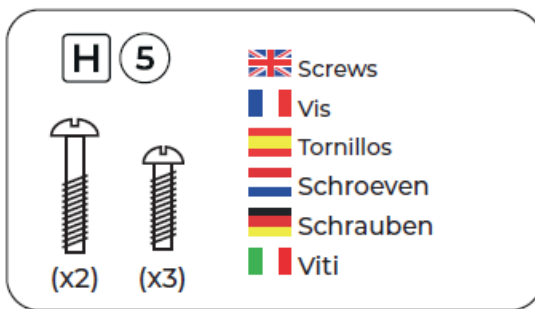 H 5
(x2) (x3)
Screws
Vis
Tornillos
Schroeven
Schrauben
Viti